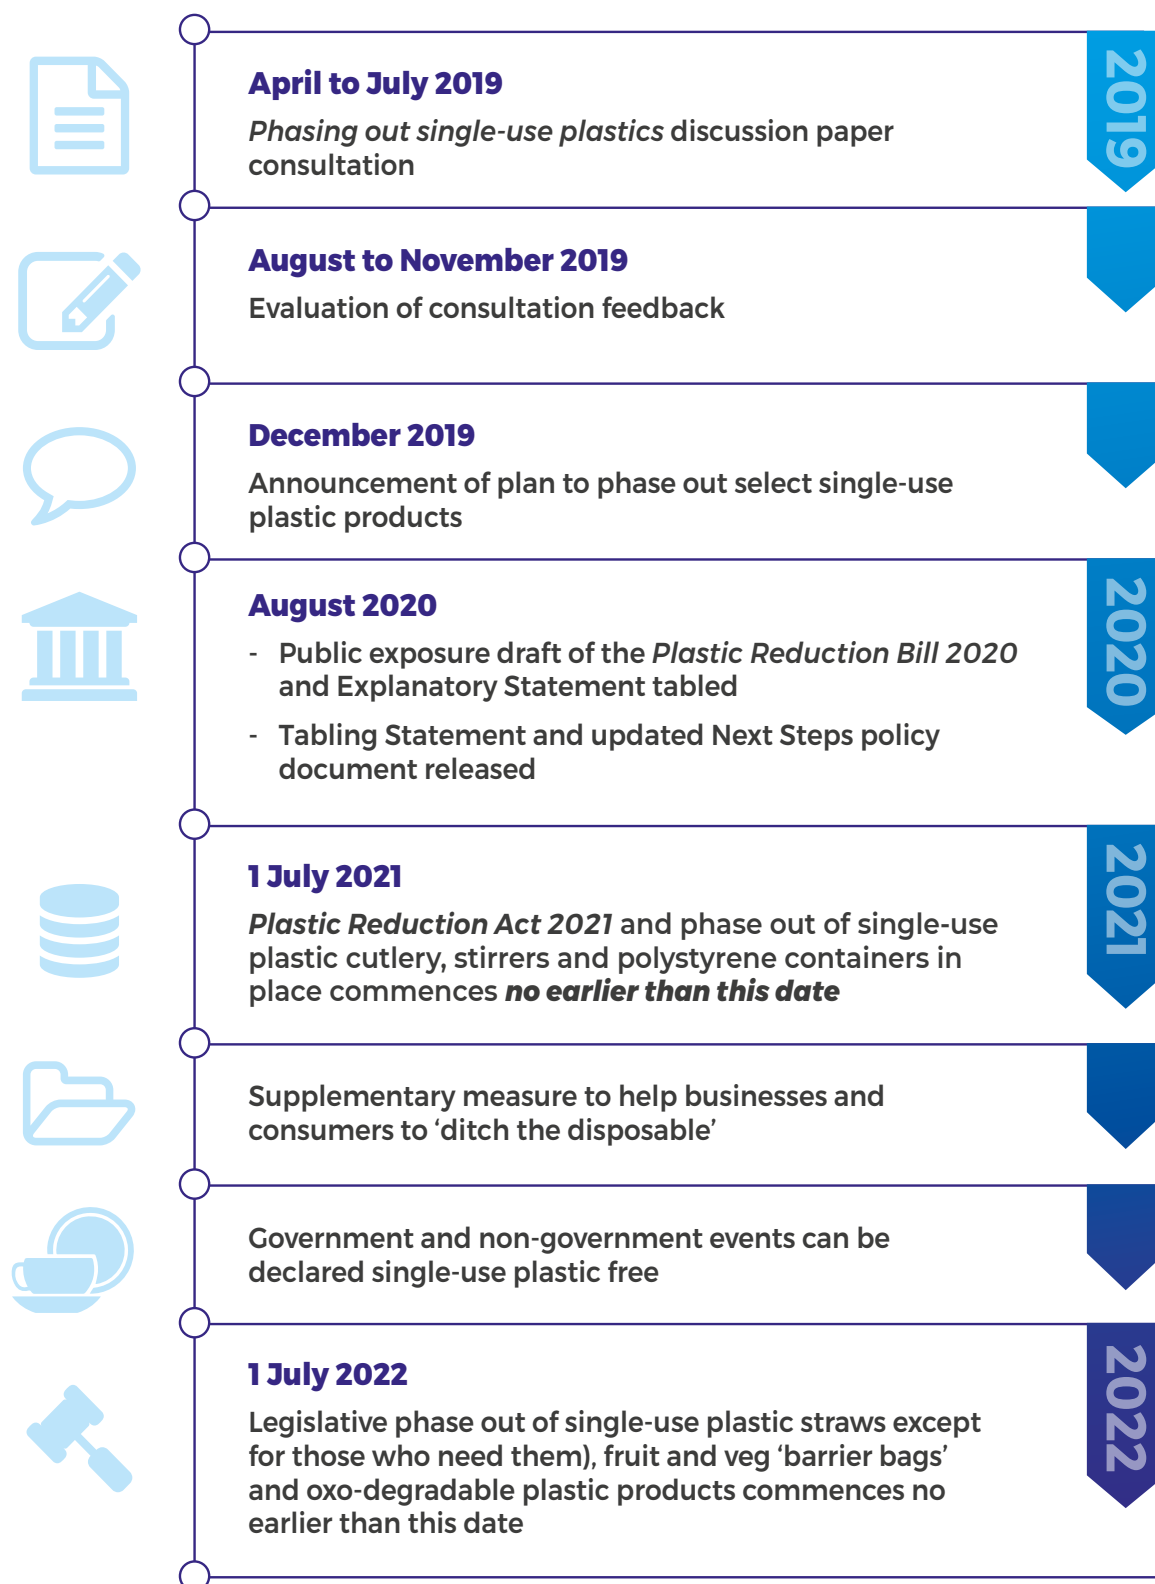 2019
April to July 2019
Phasing out single-use plastics discussion paper
consultation
August to November 2019
Evaluation of consultation feedback
December 2019
Announcement of plan to phase out select single-use
plastic products
2020
August 2020
- Public exposure draft of the Plastic Reduction Bill 2020
and Explanatory Statement tabled
- Tabling Statement and updated Next Steps policy
document released
2021
1 July 2021
Plastic Reduction Act 2021 and phase out of single-use
plastic cutlery, stirrers and polystyrene containers in
place commences no earlier than this date
Supplementary measure to help businesses and
consumers to ‘ditch the disposable’
Government and non-government events can be
declared single-use plastic free
2022
1 July 2022
Legislative phase out of single-use plastic straws except
for those who need them), fruit and veg ‘barrier bags’
and oxo-degradable plastic products commences no
earlier than this date